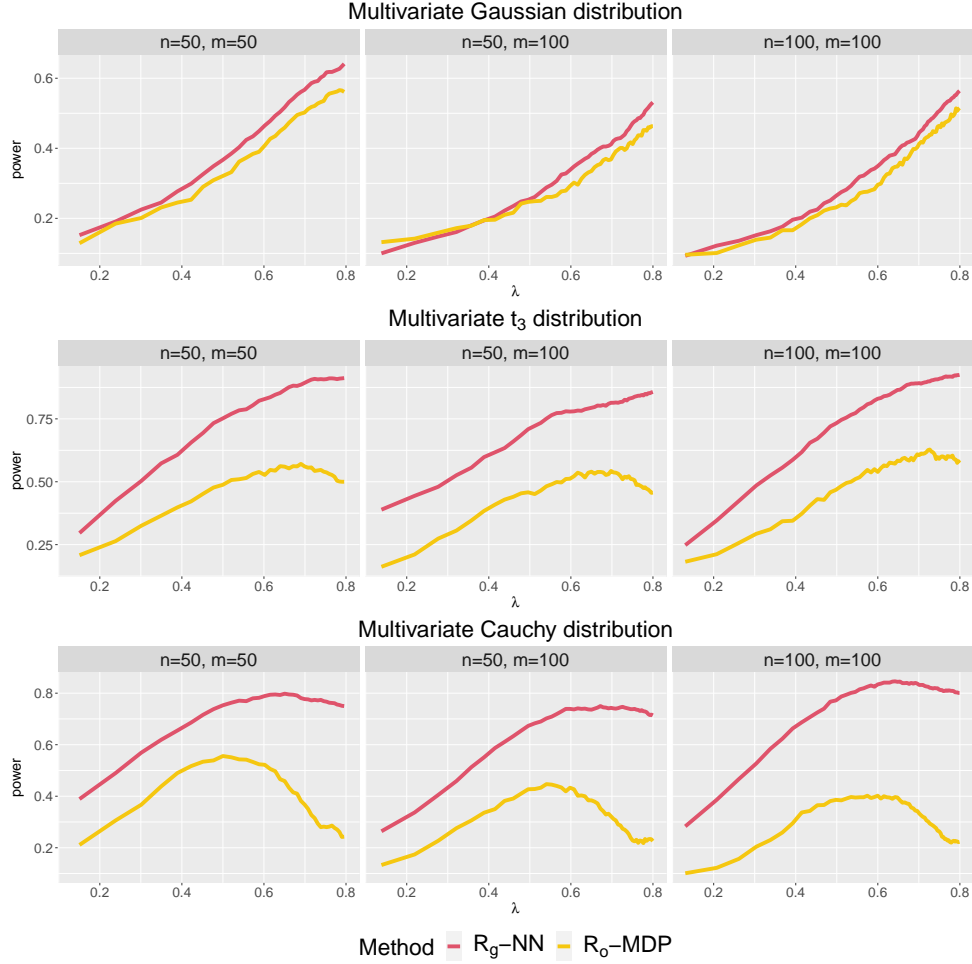 Multivariate Gaussian distribution
n=50, m=50 n=50, m=100 n=100, m=100
0.6
0.4
0.2
power
0.2 0.4 0.6 0.8 0.2 0.4 0.6 0.8 0.2 0.4 0.6 0.8
λ
Multivariate t₃ distribution
n=50, m=50 n=50, m=100 n=100, m=100
0.75
0.50
0.25
power
0.2 0.4 0.6 0.8 0.2 0.4 0.6 0.8 0.2 0.4 0.6 0.8
λ
Multivariate Cauchy distribution
n=50, m=50 n=50, m=100 n=100, m=100
0.8
0.6
0.4
0.2
power
0.2 0.4 0.6 0.8 0.2 0.4 0.6 0.8 0.2 0.4 0.6 0.8
λ
Method R_g−NN R_o−MDP